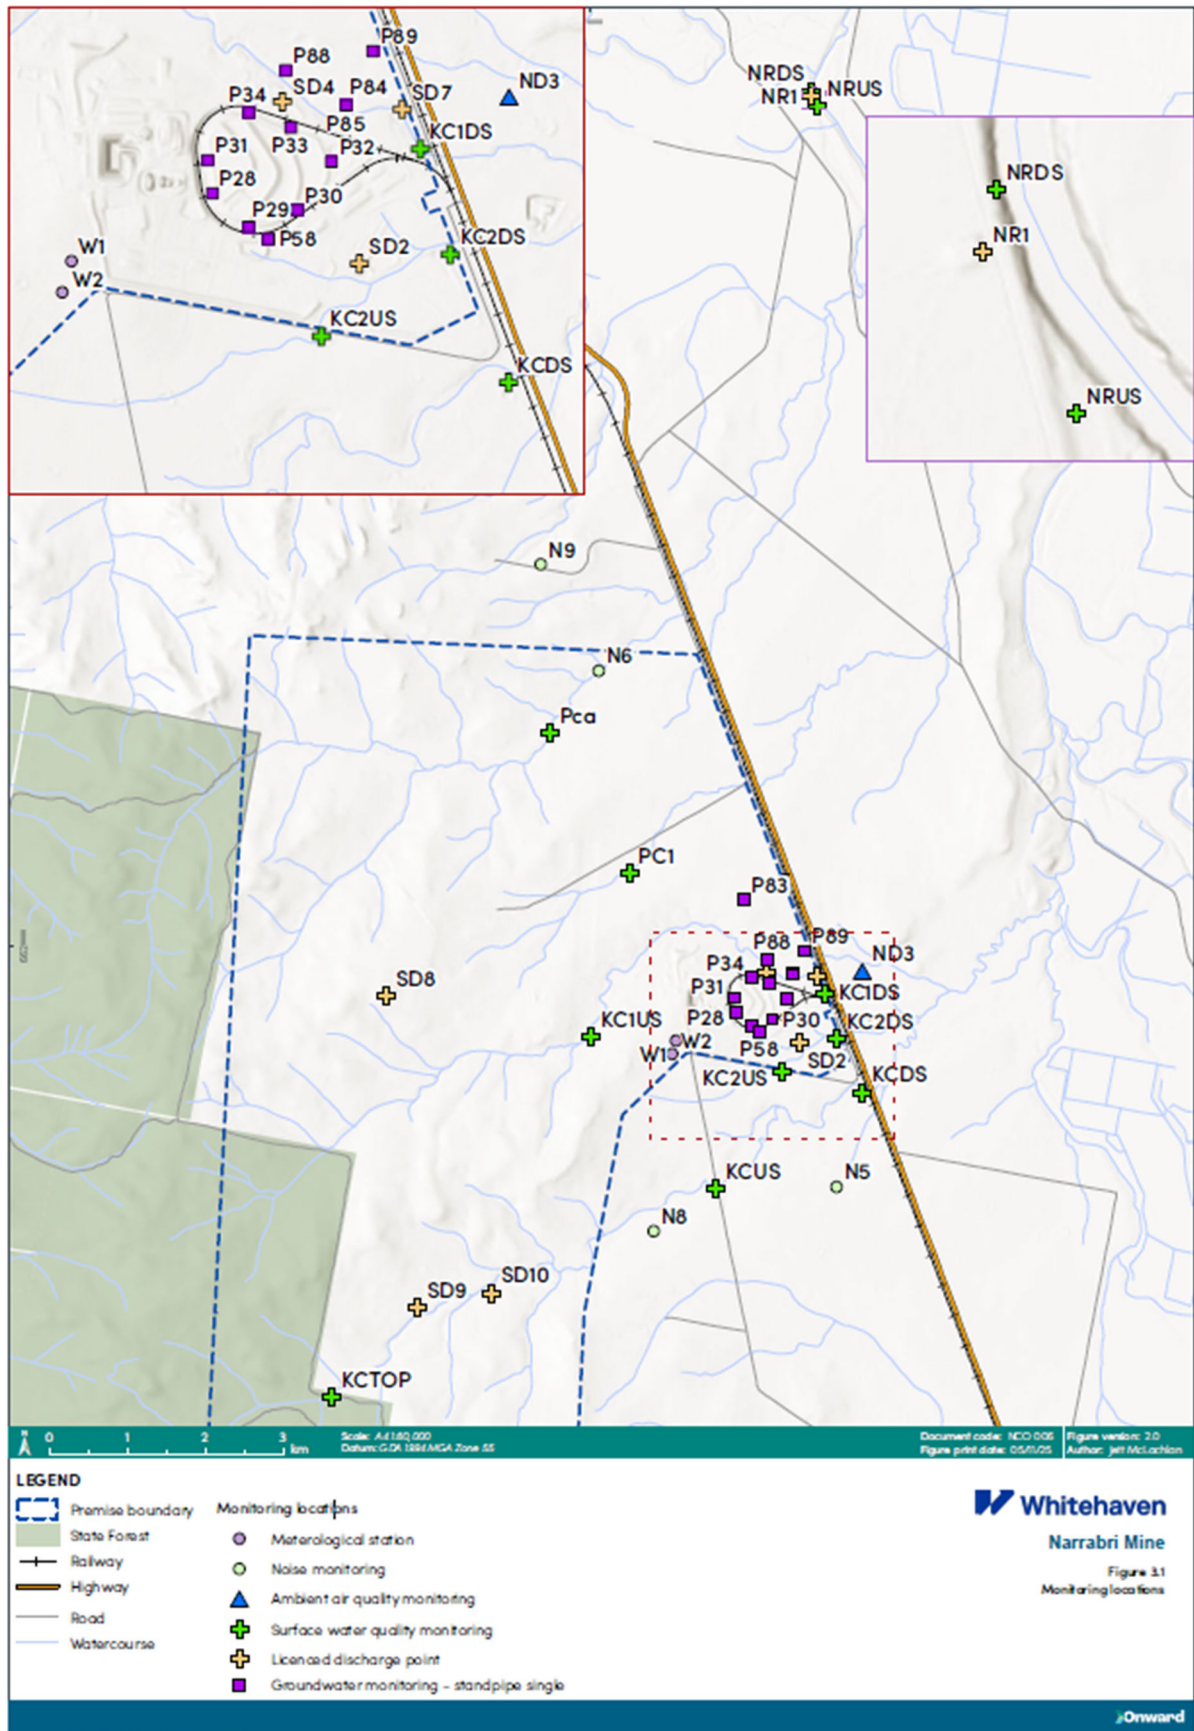 P89
P88
ND3
SD4
P84
SD7
P34
P85
KC1DS
P33
P31
P32
P28
P30
P29
P58
KC2DS
SD2
W1
W2
KC2US
KCDS
NRDS
NRUS
NR1
NRDS
NR1
NRUS
N9
N6
Pca
PC1
P83
P88
P89
ND3
P34
SD8
P31
KC1DS
KC1US
P28
P30
KC2DS
W2
W1
P58
SD2
KC2US
KCDS
KCUS
N5
N8
SD9
SD10
KCTOP
N
0 1 2 3 km
Scale: A4 1:80,000
Datum: GDA 1994 MGA Zone 55
Document code: NCO 006
Figure version: 2.0
Figure print date: 05/11/25
Author: Jeff McLachlan
LEGEND
Premise boundary
State Forest
Railway
Highway
Road
Watercourse
Monitoring locations
Meterological station
Noise monitoring
Ambient air quality monitoring
Surface water quality monitoring
Licenced discharge point
Groundwater monitoring - standpipe single
Whitehaven
Narrabri Mine
Figure 3.1
Monitoring locations
Onward